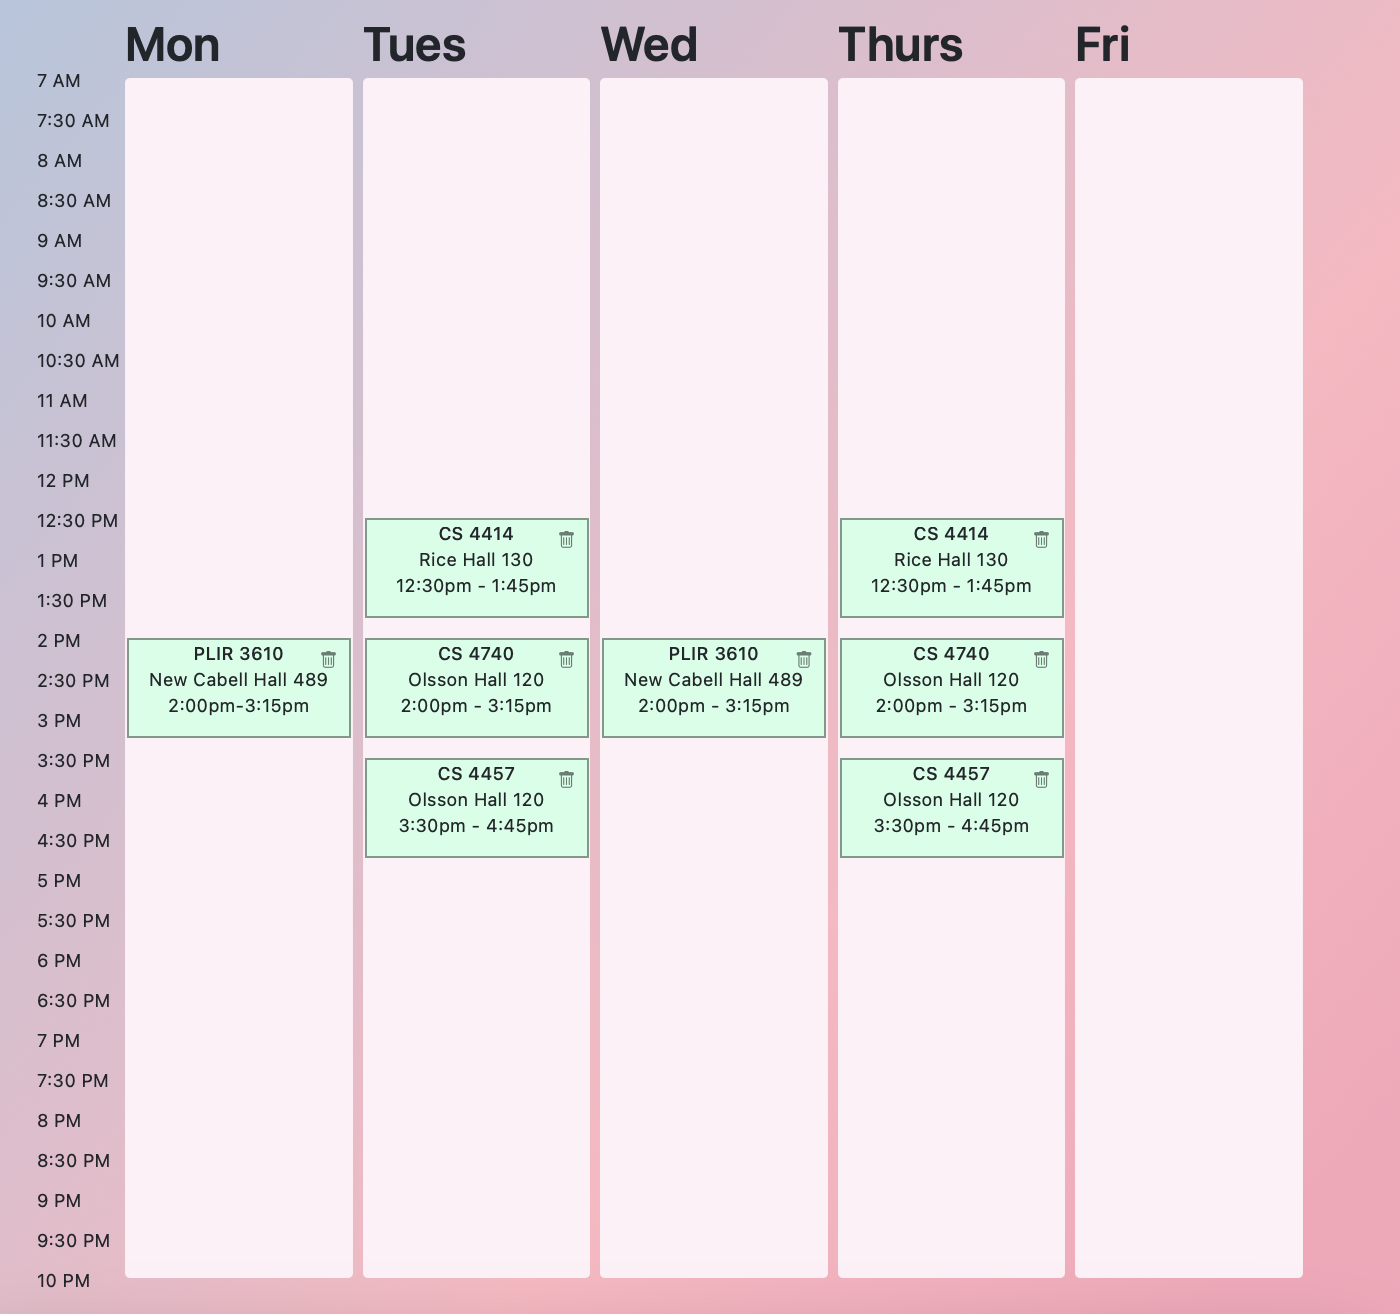 Mon
Tues
Wed
Thurs
Fri
7 AM
7:30 AM
8 AM
8:30 AM
9 AM
9:30 AM
10 AM
10:30 AM
11 AM
11:30 AM
12 PM
12:30 PM
1 PM
1:30 PM
2 PM
2:30 PM
3 PM
3:30 PM
4 PM
4:30 PM
5 PM
5:30 PM
6 PM
6:30 PM
7 PM
7:30 PM
8 PM
8:30 PM
9 PM
9:30 PM
10 PM
PLIR 3610
New Cabell Hall 489
2:00pm-3:15pm
CS 4414
Rice Hall 130
12:30pm - 1:45pm
CS 4740
Olsson Hall 120
2:00pm - 3:15pm
CS 4457
Olsson Hall 120
3:30pm - 4:45pm
PLIR 3610
New Cabell Hall 489
2:00pm - 3:15pm
CS 4414
Rice Hall 130
12:30pm - 1:45pm
CS 4740
Olsson Hall 120
2:00pm - 3:15pm
CS 4457
Olsson Hall 120
3:30pm - 4:45pm